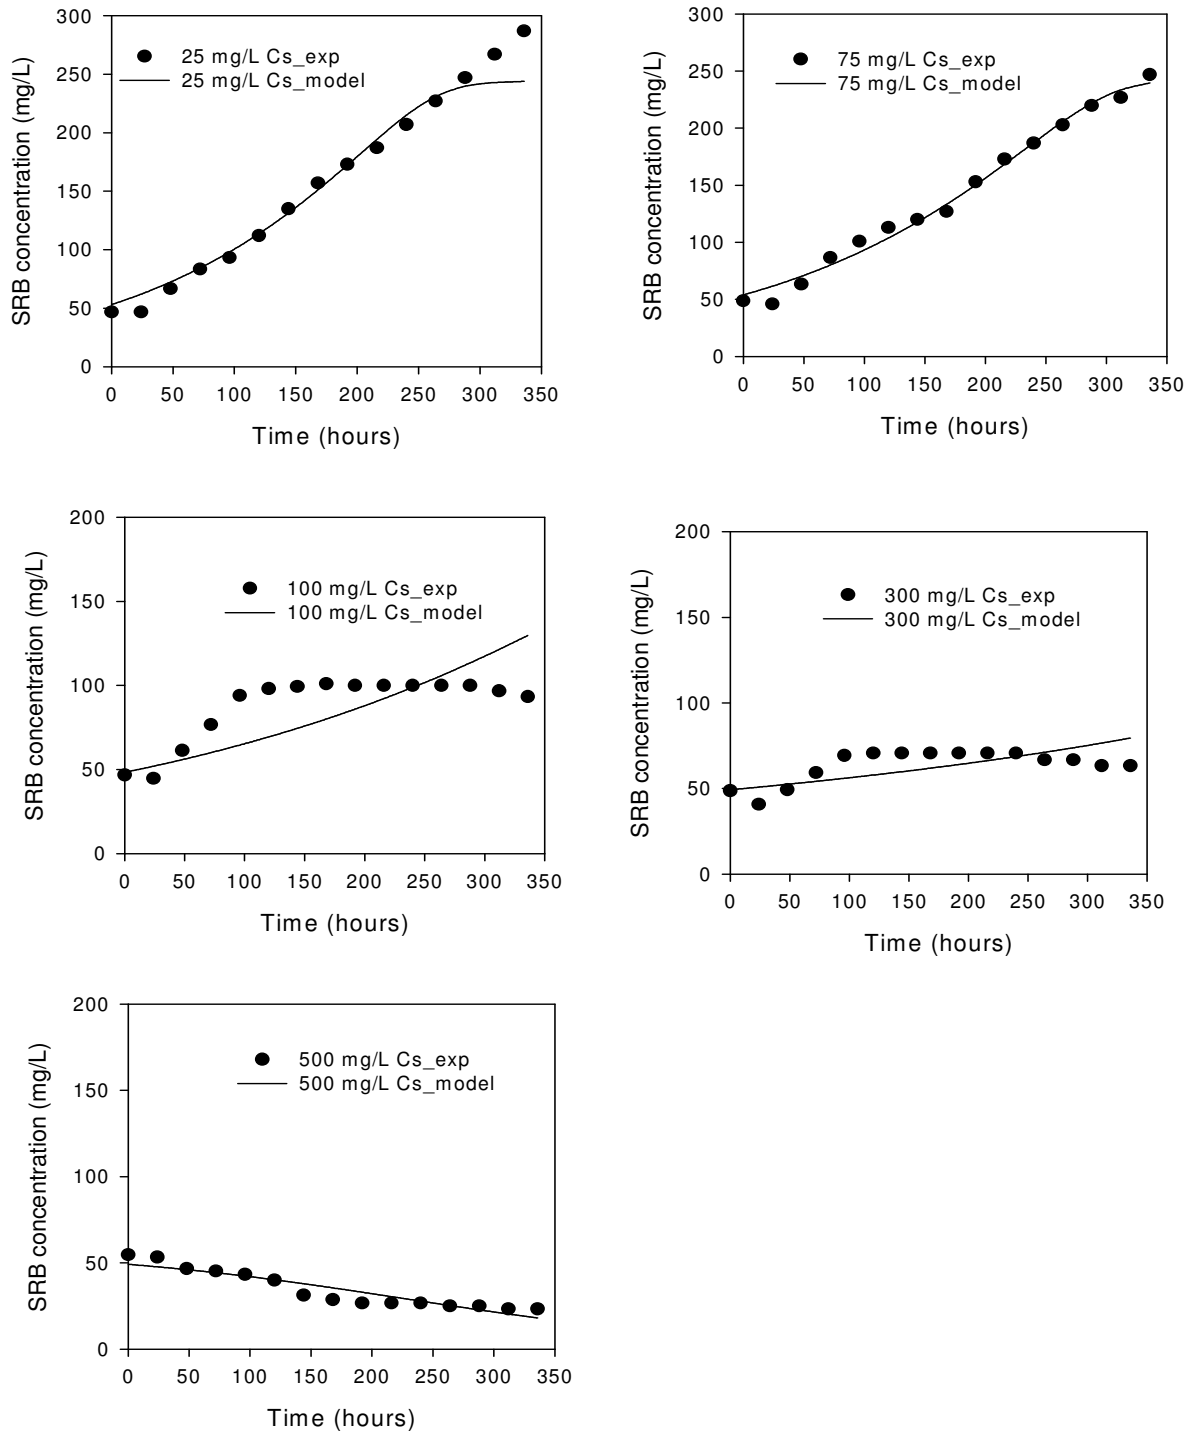 SRB concentration (mg/L)
300
250
200
150
100
50
0
25 mg/L Cs_exp
25 mg/L Cs_model
0 50 100 150 200 250 300 350
Time (hours)
SRB concentration (mg/L)
300
250
200
150
100
50
0
75 mg/L Cs_exp
75 mg/L Cs_model
0 50 100 150 200 250 300 350
Time (hours)
SRB concentration (mg/L)
200
150
100
50
0
100 mg/L Cs_exp
100 mg/L Cs_model
0 50 100 150 200 250 300 350
Time (hours)
SRB concentration (mg/L)
200
150
100
50
0
300 mg/L Cs_exp
300 mg/L Cs_model
0 50 100 150 200 250 300 350
Time (hours)
SRB concentration (mg/L)
200
150
100
50
0
500 mg/L Cs_exp
500 mg/L Cs_model
0 50 100 150 200 250 300 350
Time (hours)